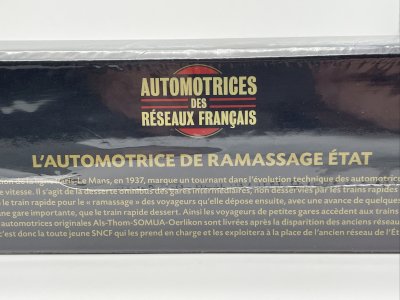 AUTOMOTRICES
DES
RÉSEAUX FRANÇAIS
L'AUTOMOTRICE DE RAMASSAGE ÉTAT
de la ligne Paris-Le Mans, en 1937, marque un tournant dans l'évolution technique des automotrices
vitesse. Il s'agit de la desserte omnibus des gares intermédiaires, non desservies par les trains rapides
le train rapide pour le « ramassage » des voyageurs qu'elle dépose ensuite, avec une avance de quelques
une gare importante, que le train rapide dessert. Ainsi les voyageurs de petites gares accèdent aux trains
automotrices originales Als-Thom-SOMUA-Oerlikon sont livrées après la disparition des anciens réseaux
c'est donc la toute jeune SNCF qui les prend en charge et les exploitera à la place de l'ancien réseau de l'Ét